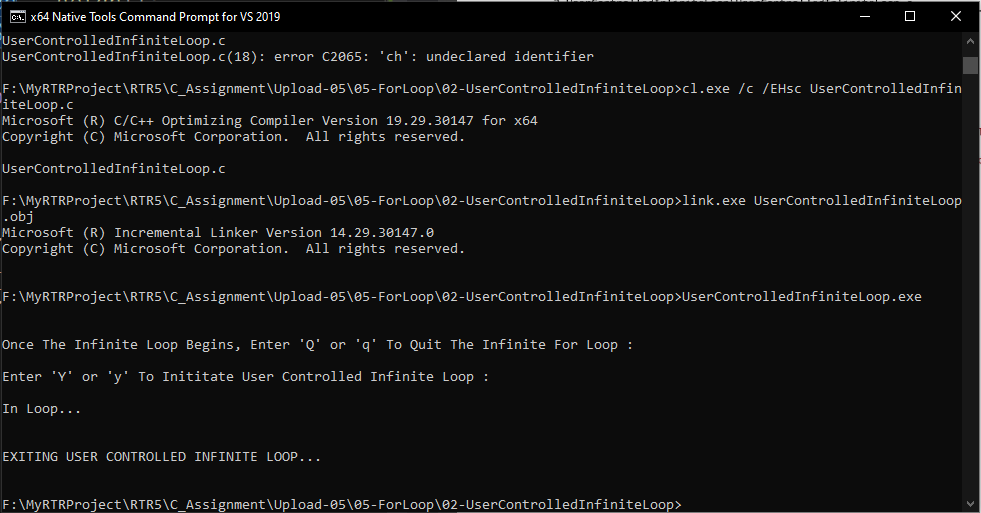 x64 Native Tools Command Prompt for VS 2019
UserControlledInfiniteLoop.c
UserControlledInfiniteLoop.c(18): error C2065: 'ch': undeclared identifier
F:\MyRTRProject\RTR5\C_Assignment\Upload-05\05-ForLoop\02-UserControlledInfiniteLoop>cl.exe /c /EHsc UserControlledInfin
iteLoop.c
Microsoft (R) C/C++ Optimizing Compiler Version 19.29.30147 for x64
Copyright (C) Microsoft Corporation.  All rights reserved.
UserControlledInfiniteLoop.c
F:\MyRTRProject\RTR5\C_Assignment\Upload-05\05-ForLoop\02-UserControlledInfiniteLoop>link.exe UserControlledInfiniteLoop
.obj
Microsoft (R) Incremental Linker Version 14.29.30147.0
Copyright (C) Microsoft Corporation.  All rights reserved.
F:\MyRTRProject\RTR5\C_Assignment\Upload-05\05-ForLoop\02-UserControlledInfiniteLoop>UserControlledInfiniteLoop.exe
Once The Infinite Loop Begins, Enter 'Q' or 'q' To Quit The Infinite For Loop :
Enter 'Y' or 'y' To Inititate User Controlled Infinite Loop :
In Loop...
EXITING USER CONTROLLED INFINITE LOOP...
F:\MyRTRProject\RTR5\C_Assignment\Upload-05\05-ForLoop\02-UserControlledInfiniteLoop>